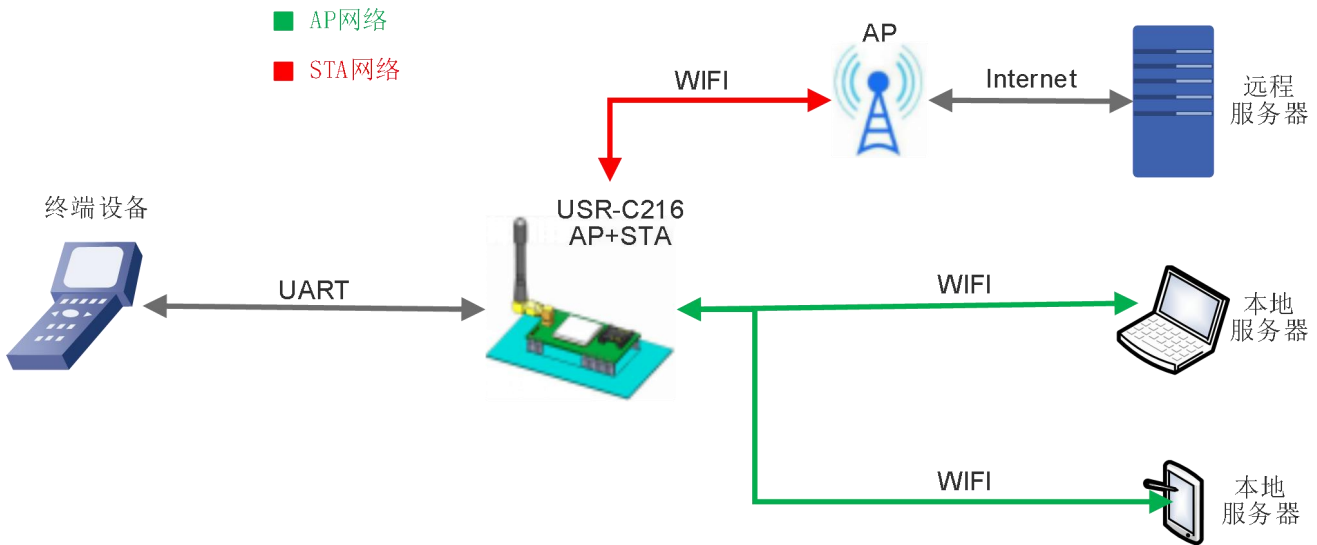 AP网络
STA网络
AP
WIFI
Internet
远程
服务器
终端设备
USR-C216
AP+STA
UART
WIFI
本地
服务器
WIFI
本地
服务器